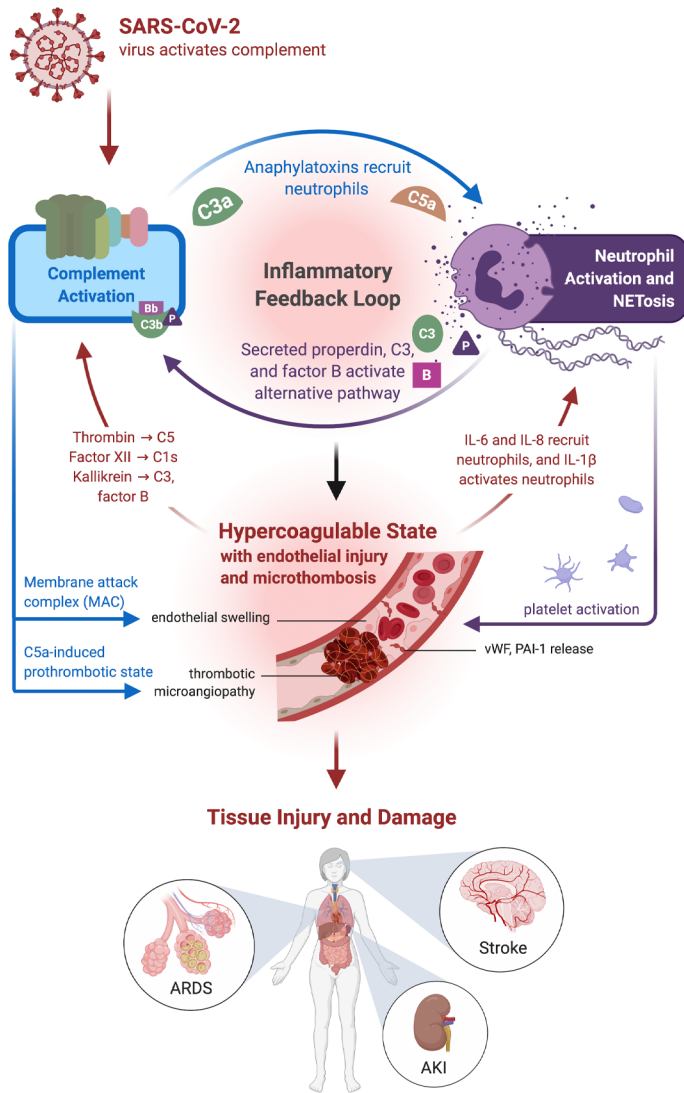 SARS-CoV-2
virus activates complement
Anaphylatoxins recruit
neutrophils
C3a
C5a
Complement
Activation
Bb
C3b
P
Inflammatory
Feedback Loop
Neutrophil
Activation and
NETosis
C3
P
B
Secreted properdin, C3,
and factor B activate
alternative pathway
Thrombin → C5
Factor XII → C1s
Kallikrein → C3,
factor B
IL-6 and IL-8 recruit
neutrophils, and IL-1β
activates neutrophils
Hypercoagulable State
with endothelial injury
and microthombosis
Membrane attack
complex (MAC)
endothelial swelling
platelet activation
C5a-induced
prothrombotic state
thrombotic
microangiopathy
vWF, PAI-1 release
Tissue Injury and Damage
ARDS
Stroke
AKI